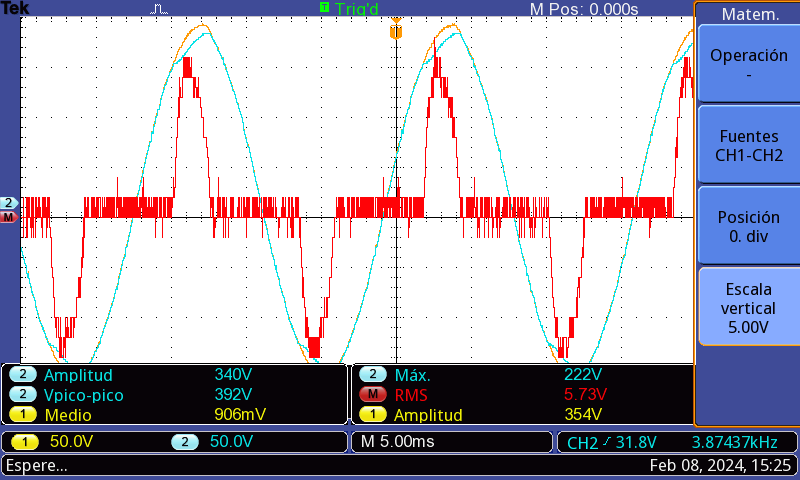 Tek T Trig'd M Pos: 0.000s
Matem.
Operación
-
Fuentes
CH1-CH2
Posición
0. div
Escala
vertical
5.00V
2
M
2 Amplitud 340V 2 Máx. 222V
2 Vpico-pico 392V M RMS 5.73V
1 Medio 906mV 1 Amplitud 354V
1 50.0V 2 50.0V M 5.00ms CH2 31.8V 3.87437kHz
Espere... Feb 08, 2024, 15:25